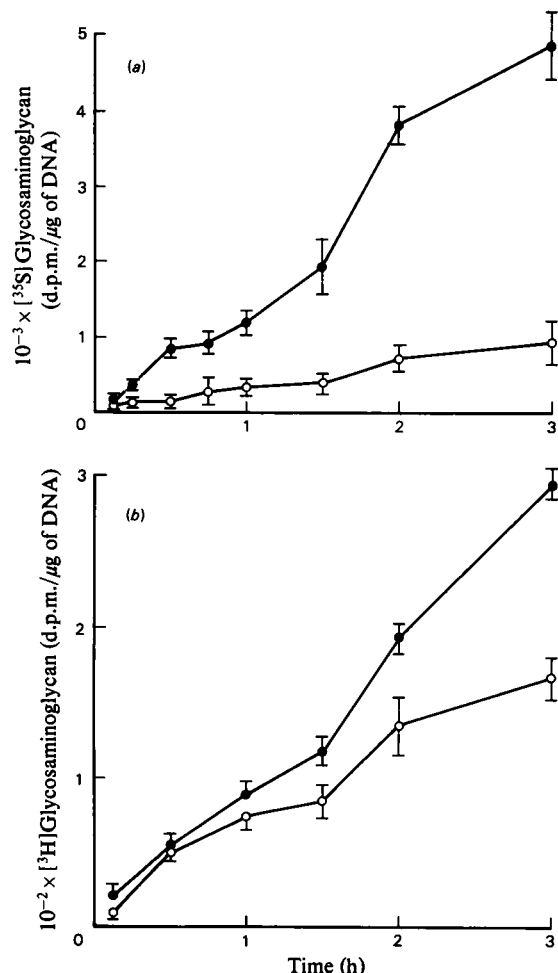 5
(a)
4
3
2
1
0
1
2
3
10⁻³ × [³⁵S]Glycosaminoglycan
(d.p.m./μg of DNA)
3
(b)
2
1
0
1
2
3
10⁻² × [³H]Glycosaminoglycan (d.p.m./μg of DNA)
Time (h)